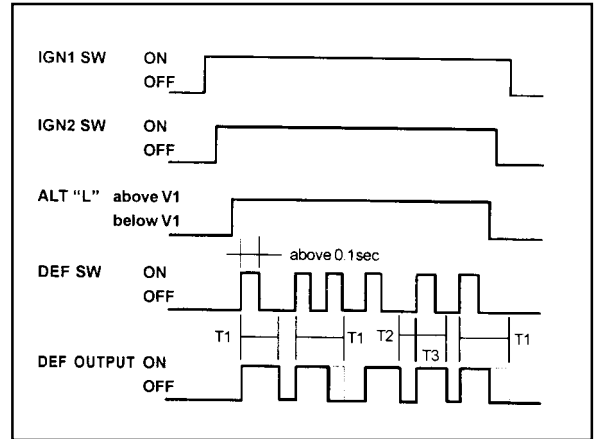 IGN1 SW ON
OFF
IGN2 SW ON
OFF
ALT “L” above V1
below V1
above 0.1sec
DEF SW ON
OFF
T1 T1 T2 T3 T1
DEF OUTPUT ON
OFF